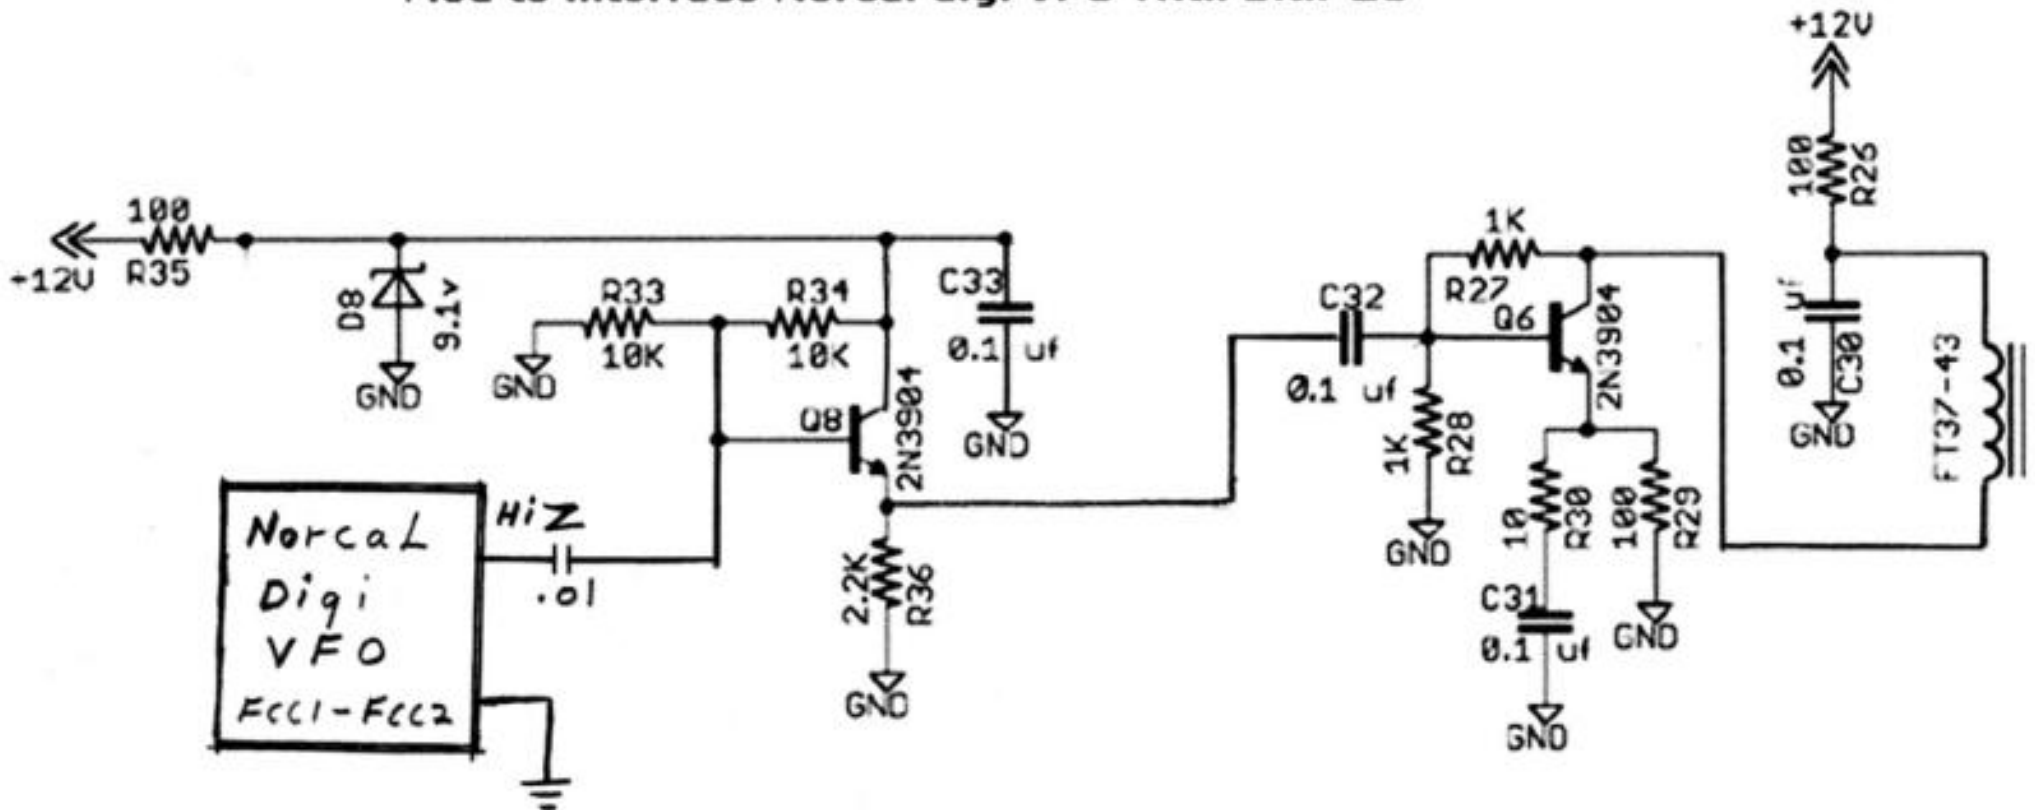 +12V
100
R26
0.1 uf
C30
GND
FT37-43
100
R35
+12V
D8
9.1v
GND
R33
10K
GND
R34
10K
C33
0.1 uf
GND
Q8
2N3904
2.2K
R36
GND
HiZ
.01
NorcaL
Digi
VFO
FCC1-FCC2
C32
0.1 uf
1K
R27
Q6
2N3904
1K
R28
GND
10
R30
100
R29
C31
0.1 uf
GND
GND